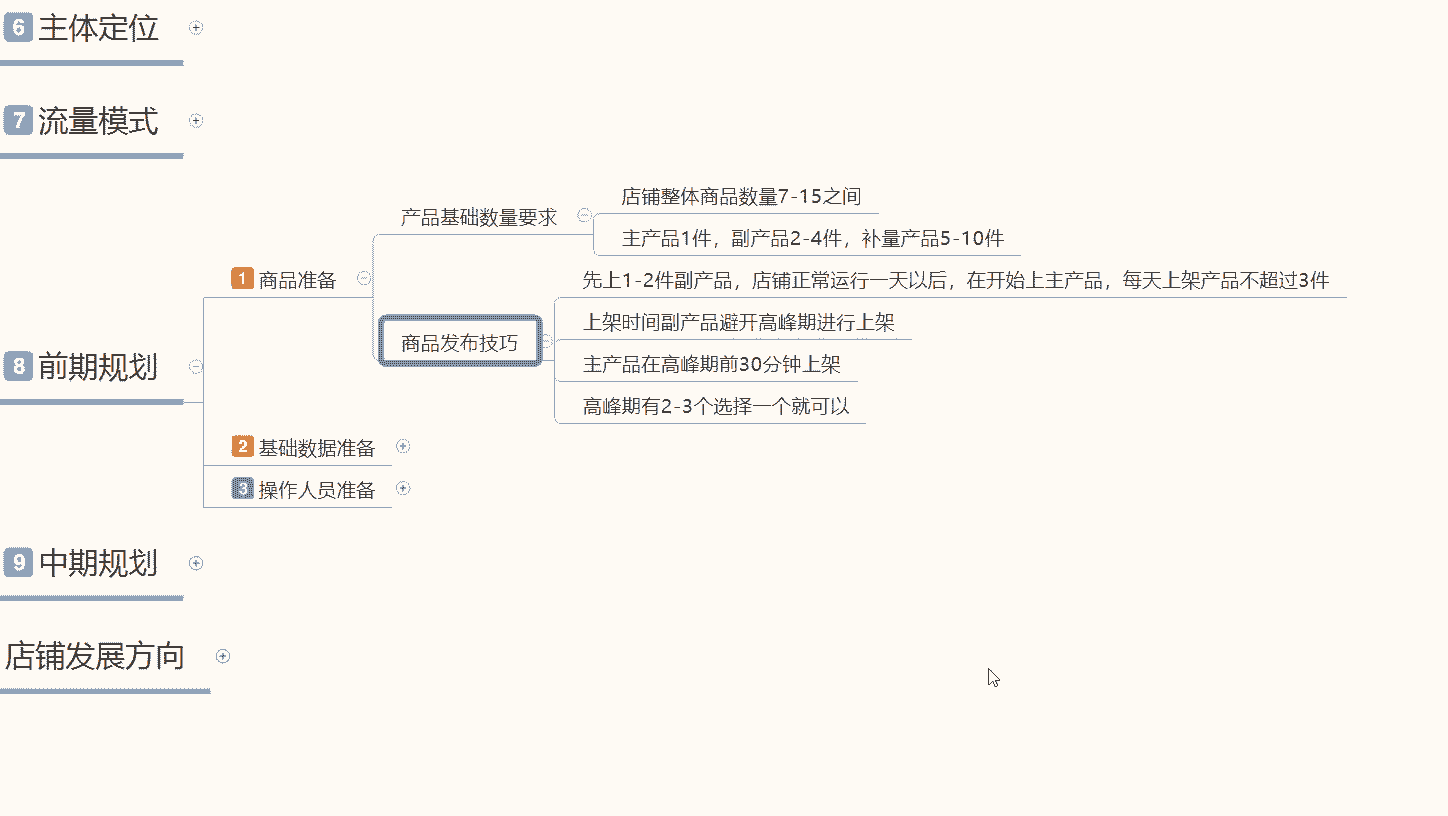 6 主体定位
7 流量模式
8 前期规划
1 商品准备
产品基础数量要求
店铺整体商品数量7-15之间
主产品1件，副产品2-4件，补量产品5-10件
商品发布技巧
先上1-2件副产品，店铺正常运行一天以后，在开始上主产品，每天上架产品不超过3件
上架时间副产品避开高峰期进行上架
主产品在高峰期前30分钟上架
高峰期有2-3个选择一个就可以
2 基础数据准备
3 操作人员准备
9 中期规划
店铺发展方向